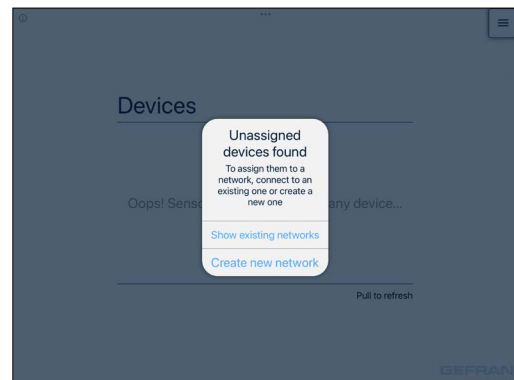 Devices
Unassigned
devices found
To assign them to a
network, connect to an
existing one or create a
new one
Oops! Senso any device...
Show existing networks
Create new network
Pull to refresh
GEFRAN